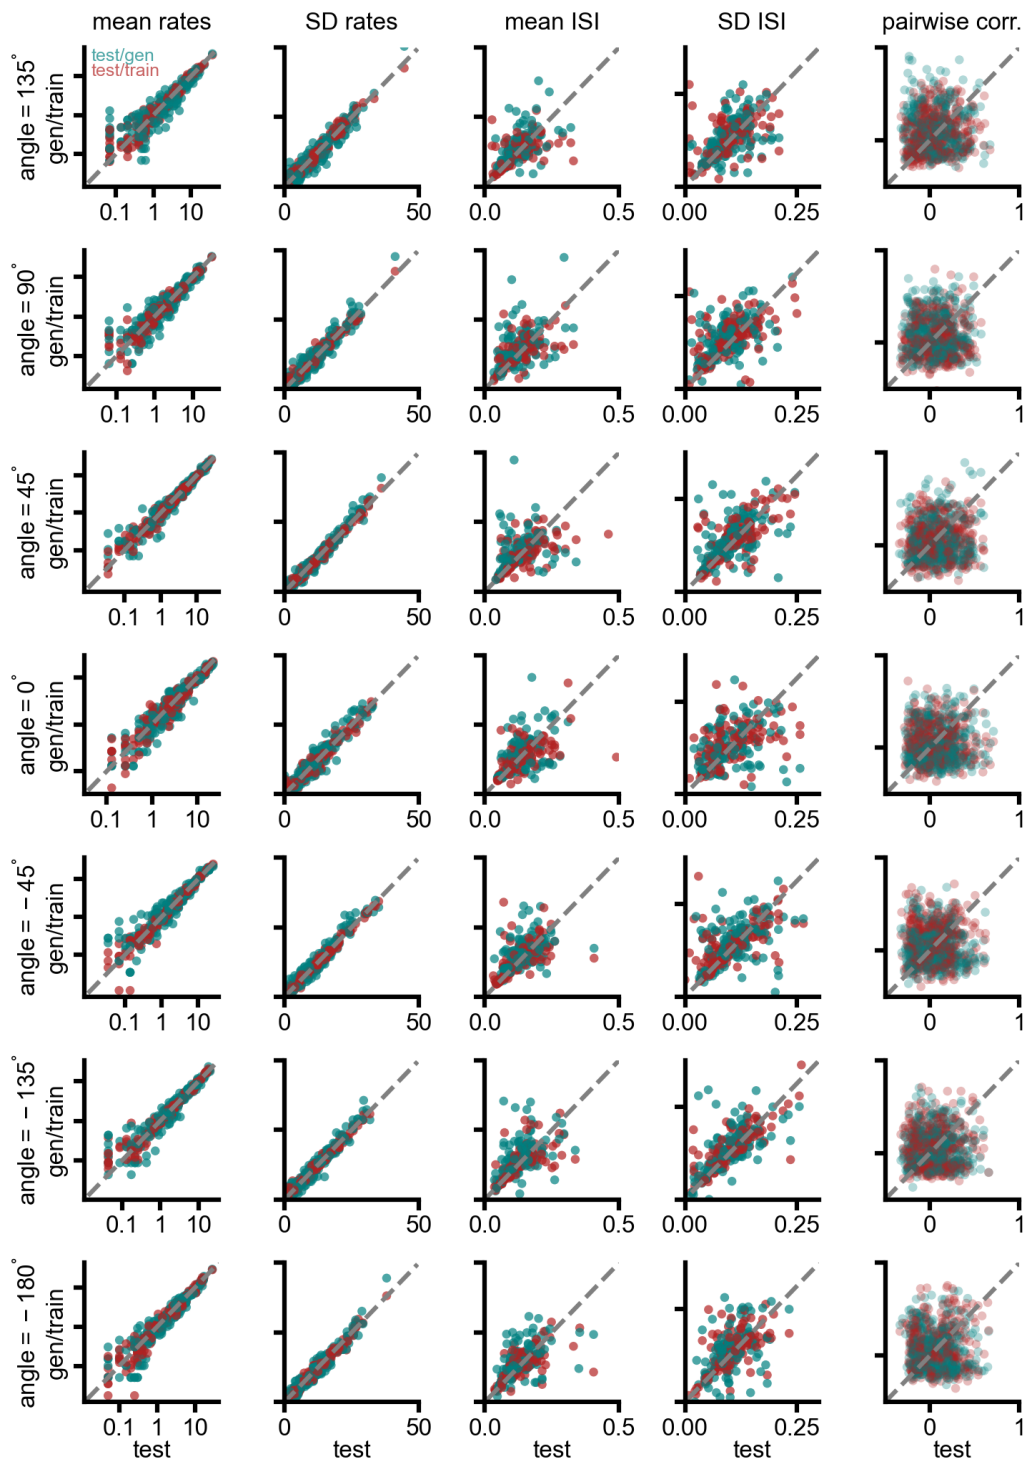 mean rates SD rates mean ISI SD ISI pairwise corr.
angle = 135°
gen/train
test/gen
test/train
0.1 1 10 0 50 0.0 0.5 0.00 0.25 0 1
angle = 90°
gen/train
0.1 1 10 0 50 0.0 0.5 0.00 0.25 0 1
angle = 45°
gen/train
0.1 1 10 0 50 0.0 0.5 0.00 0.25 0 1
angle = 0°
gen/train
0.1 1 10 0 50 0.0 0.5 0.00 0.25 0 1
angle = − 45°
gen/train
0.1 1 10 0 50 0.0 0.5 0.00 0.25 0 1
angle = − 135°
gen/train
0.1 1 10 0 50 0.0 0.5 0.00 0.25 0 1
angle = − 180°
gen/train
0.1 1 10 0 50 0.0 0.5 0.00 0.25 0 1
test test test test test